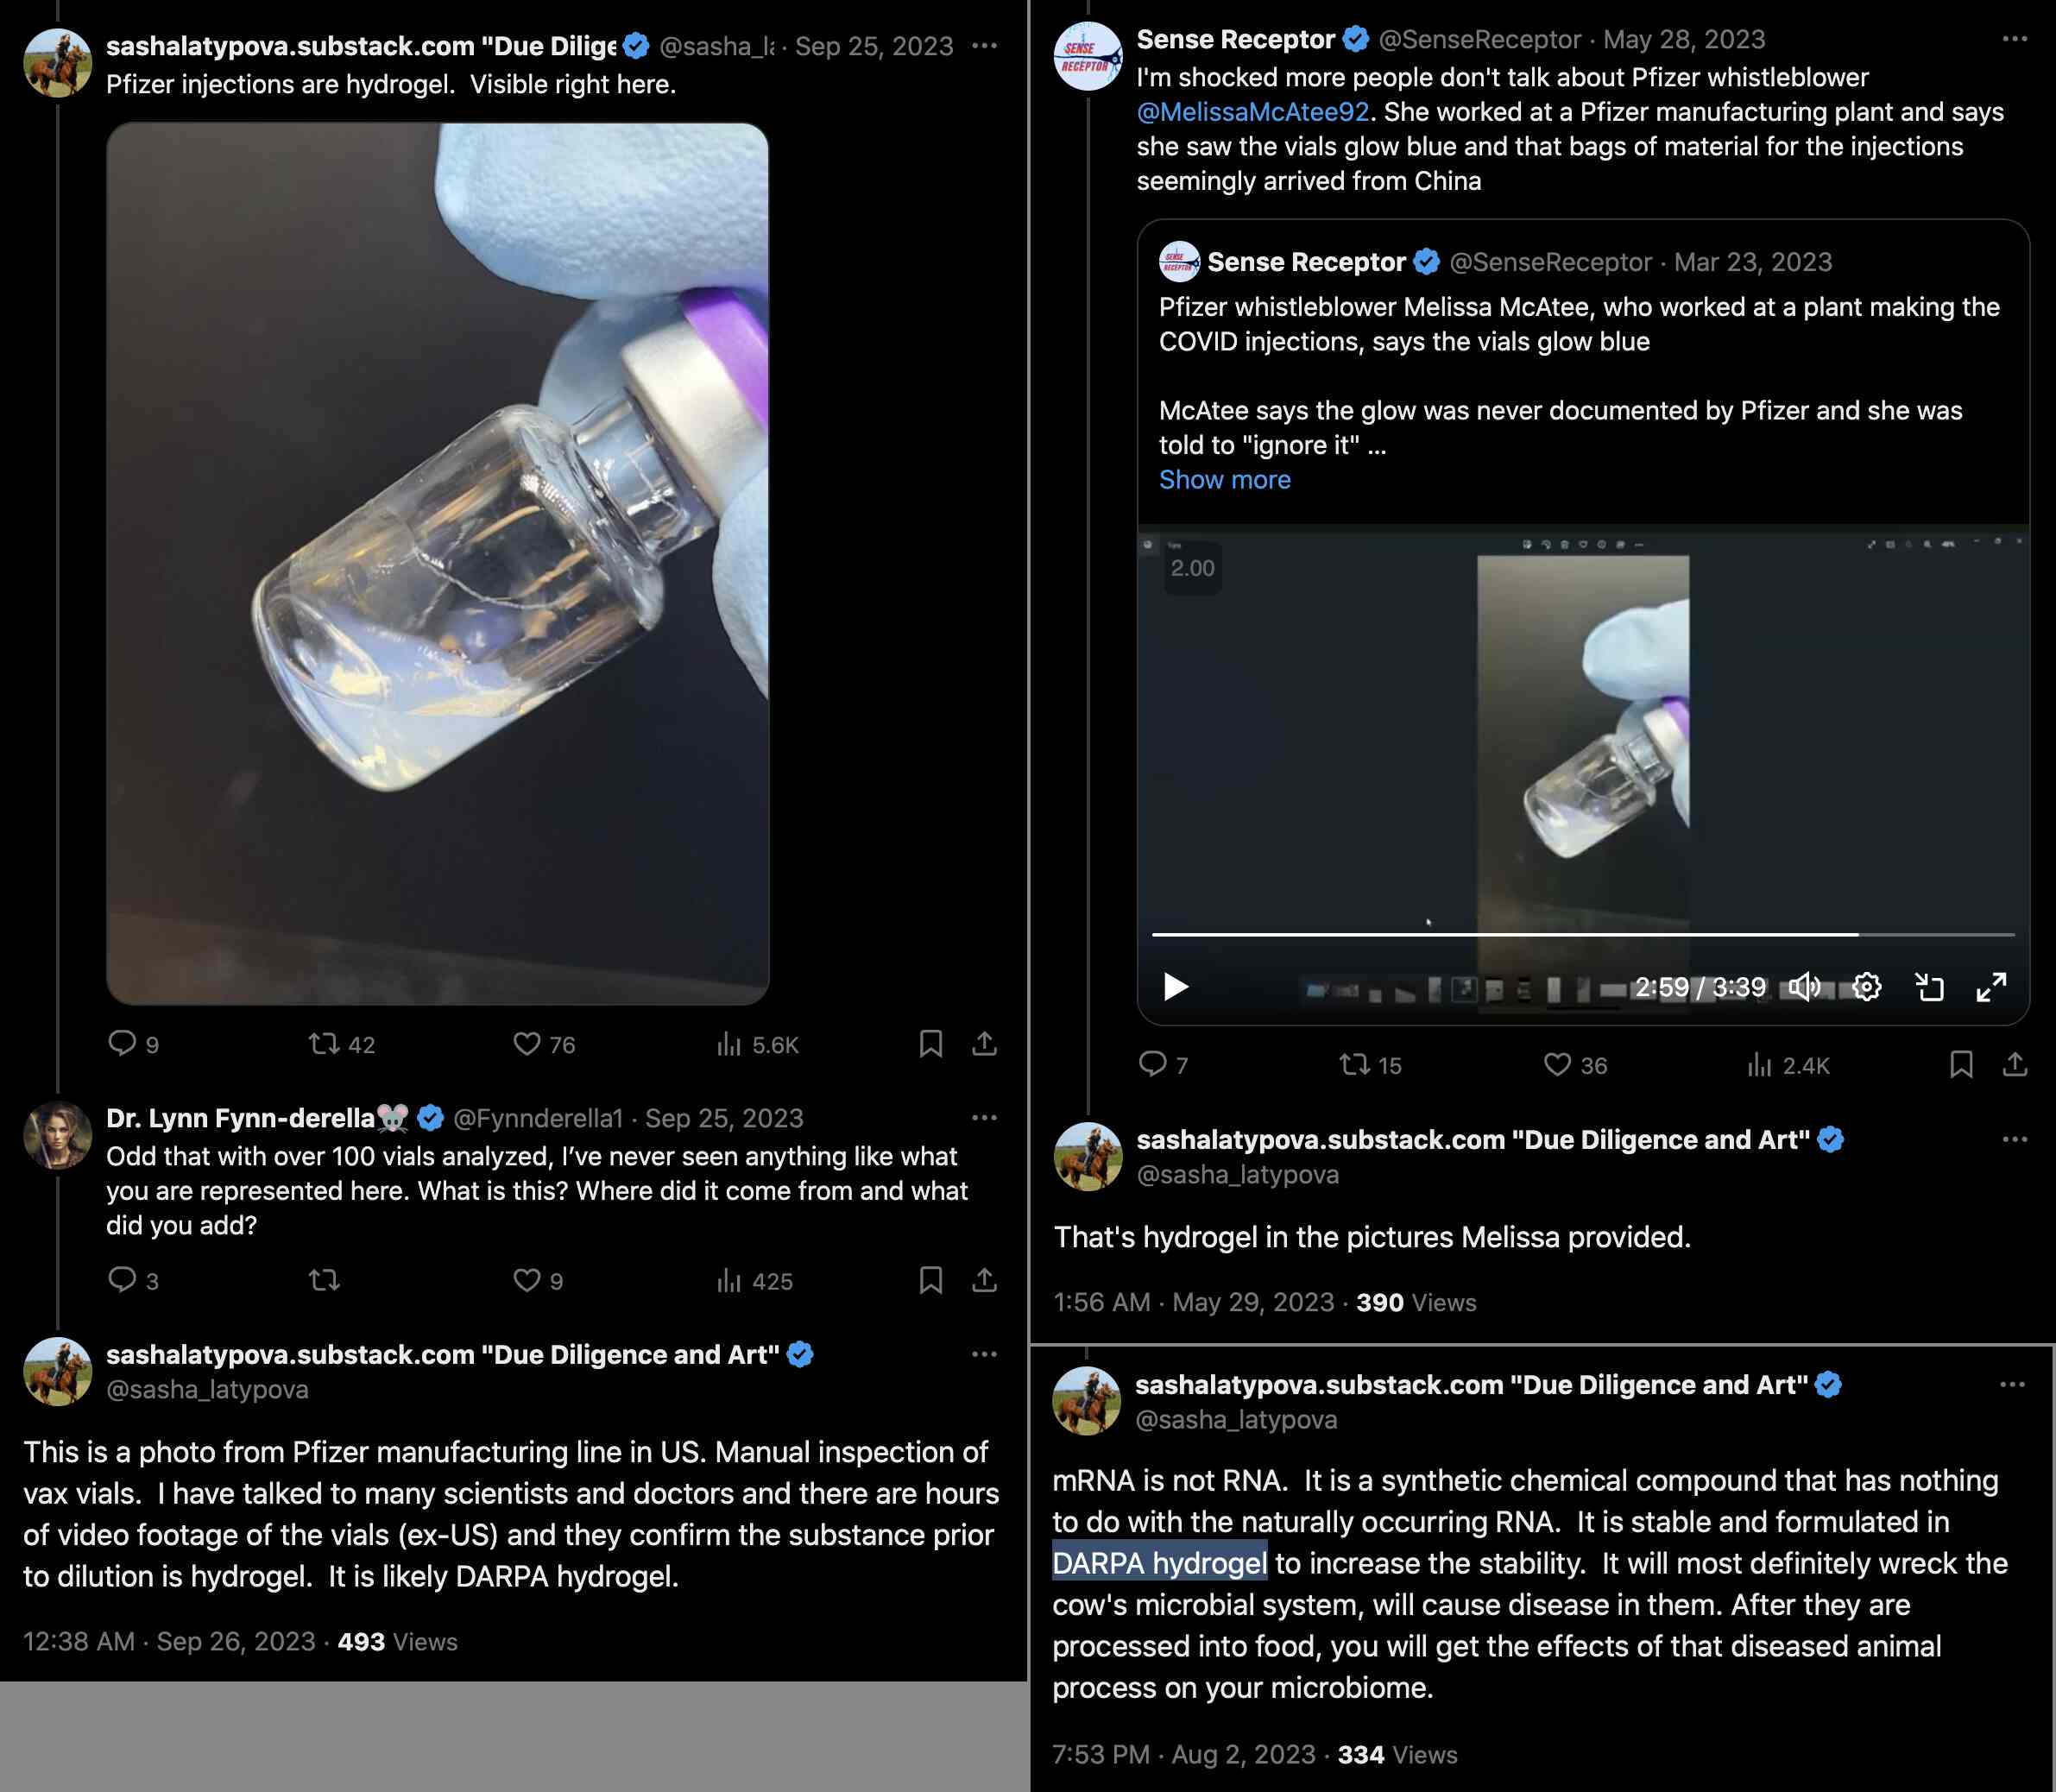 sashalatypova.substack.com "Due Dilige @sasha_la · Sep 25, 2023
Pfizer injections are hydrogel. Visible right here.
9 42 76 5.6K
Dr. Lynn Fynn-derella🐭 @Fynnderella1 · Sep 25, 2023
Odd that with over 100 vials analyzed, I've never seen anything like what
you are represented here. What is this? Where did it come from and what
did you add?
3 9 425
sashalatypova.substack.com "Due Diligence and Art"
@sasha_latypova
This is a photo from Pfizer manufacturing line in US. Manual inspection of
vax vials. I have talked to many scientists and doctors and there are hours
of video footage of the vials (ex-US) and they confirm the substance prior
to dilution is hydrogel. It is likely DARPA hydrogel.
12:38 AM · Sep 26, 2023 · 493 Views
SENSE
RECEPTOR
Sense Receptor @SenseReceptor · May 28, 2023
I'm shocked more people don't talk about Pfizer whistleblower
@MelissaMcAtee92. She worked at a Pfizer manufacturing plant and says
she saw the vials glow blue and that bags of material for the injections
seemingly arrived from China
SENSE
RECEPTOR
Sense Receptor @SenseReceptor · Mar 23, 2023
Pfizer whistleblower Melissa McAtee, who worked at a plant making the
COVID injections, says the vials glow blue
McAtee says the glow was never documented by Pfizer and she was
told to "ignore it" ...
Show more
2.00
2:59 / 3:39
7 15 36 2.4K
sashalatypova.substack.com "Due Diligence and Art"
@sasha_latypova
That's hydrogel in the pictures Melissa provided.
1:56 AM · May 29, 2023 · 390 Views
sashalatypova.substack.com "Due Diligence and Art"
@sasha_latypova
mRNA is not RNA. It is a synthetic chemical compound that has nothing
to do with the naturally occurring RNA. It is stable and formulated in
DARPA hydrogel to increase the stability. It will most definitely wreck the
cow's microbial system, will cause disease in them. After they are
processed into food, you will get the effects of that diseased animal
process on your microbiome.
7:53 PM · Aug 2, 2023 · 334 Views